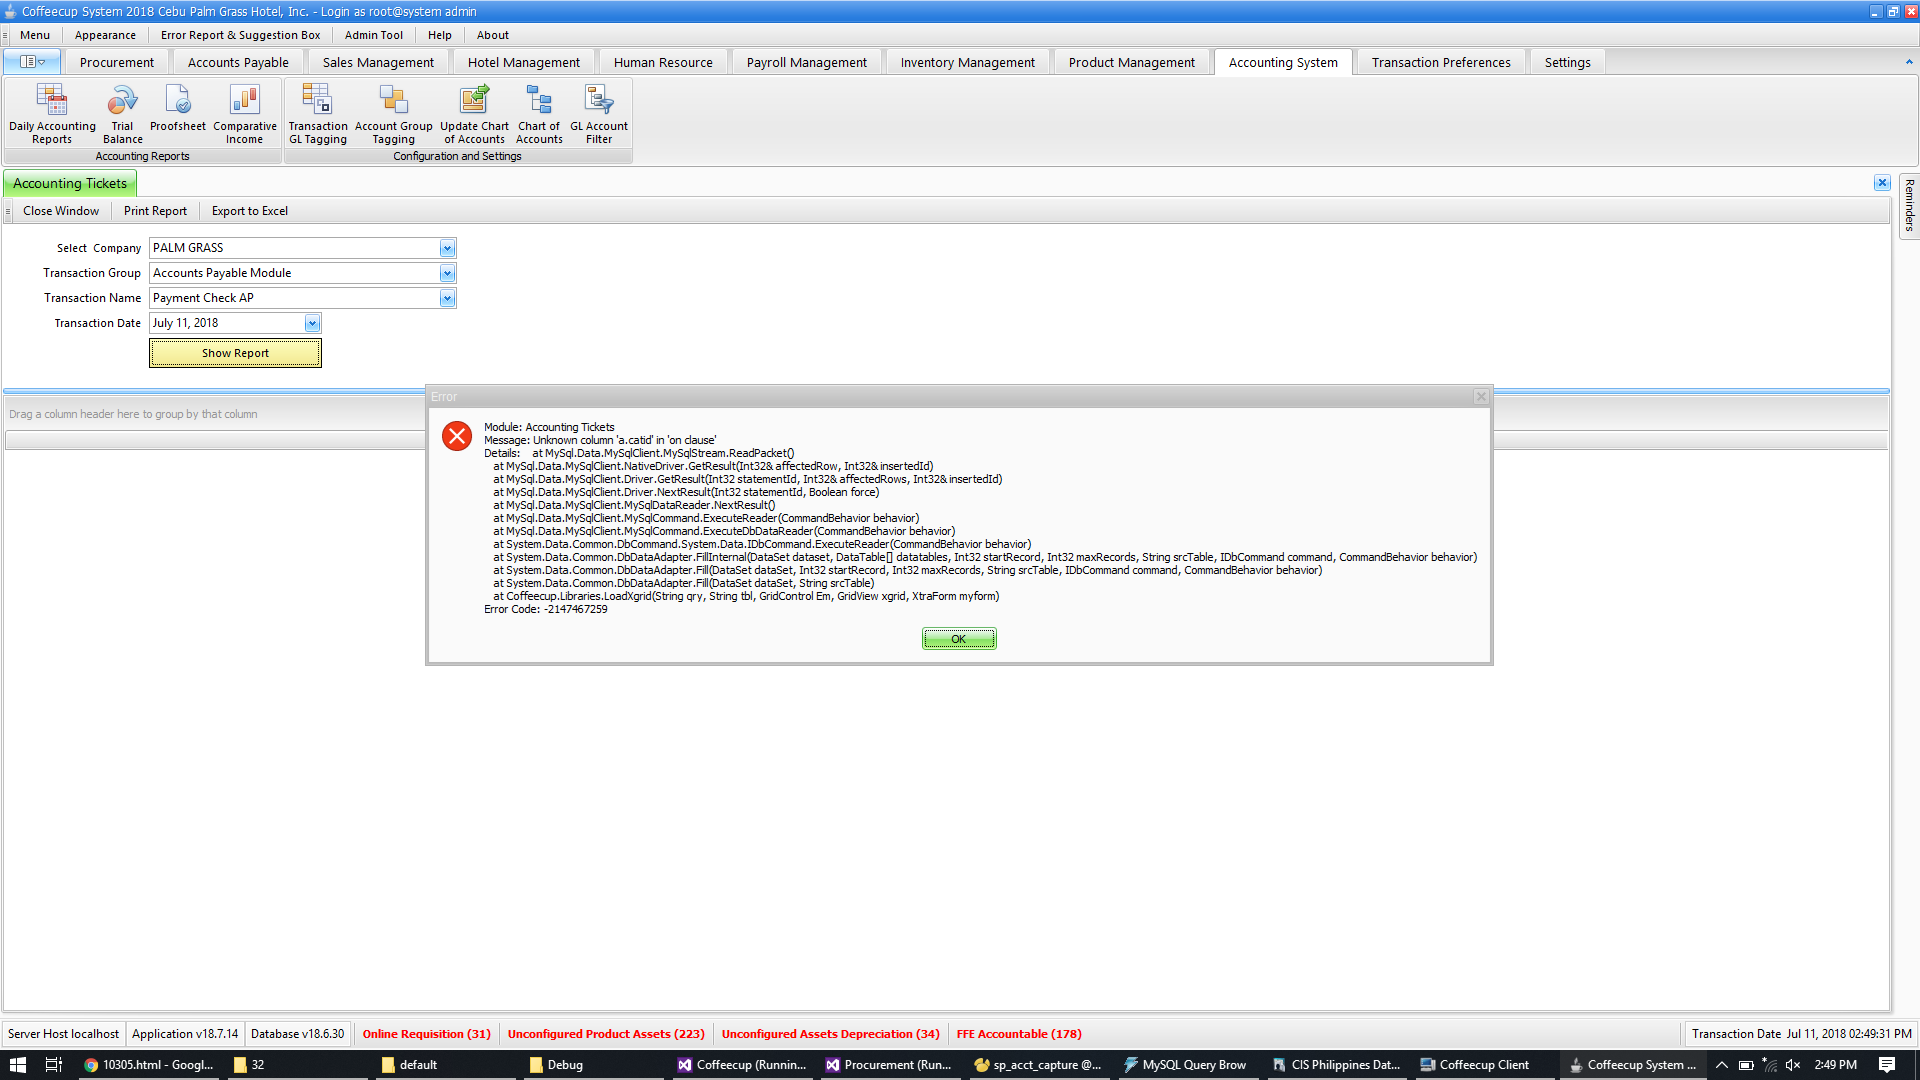 Coffeecup System 2018 Cebu Palm Grass Hotel, Inc. - Login as root@system admin
Menu Appearance Error Report & Suggestion Box Admin Tool Help About
Procurement Accounts Payable Sales Management Hotel Management Human Resource Payroll Management Inventory Management Product Management Accounting System Transaction Preferences Settings
Daily Accounting Reports
Trial Balance
Proofsheet
Comparative Income
Transaction GL Tagging
Account Group Tagging
Update Chart of Accounts
Chart of Accounts
GL Account Filter
Accounting Reports
Configuration and Settings
Accounting Tickets
Reminders
Close Window Print Report Export to Excel
Select Company PALM GRASS
Transaction Group Accounts Payable Module
Transaction Name Payment Check AP
Transaction Date July 11, 2018
Show Report
Drag a column header here to group by that column
Error
Module: Accounting Tickets
Message: Unknown column 'a.catid' in 'on clause'
Details: at MySql.Data.MySqlClient.MySqlStream.ReadPacket()
at MySql.Data.MySqlClient.NativeDriver.GetResult(Int32& affectedRow, Int32& insertedId)
at MySql.Data.MySqlClient.Driver.GetResult(Int32 statementId, Int32& affectedRows, Int32& insertedId)
at MySql.Data.MySqlClient.Driver.NextResult(Int32 statementId, Boolean force)
at MySql.Data.MySqlClient.MySqlDataReader.NextResult()
at MySql.Data.MySqlClient.MySqlCommand.ExecuteReader(CommandBehavior behavior)
at MySql.Data.MySqlClient.MySqlCommand.ExecuteDbDataReader(CommandBehavior behavior)
at System.Data.Common.DbCommand.System.Data.IDbCommand.ExecuteReader(CommandBehavior behavior)
at System.Data.Common.DbDataAdapter.FillInternal(DataSet dataset, DataTable[] datatables, Int32 startRecord, Int32 maxRecords, String srcTable, IDbCommand command, CommandBehavior behavior)
at System.Data.Common.DbDataAdapter.Fill(DataSet dataSet, Int32 startRecord, Int32 maxRecords, String srcTable, IDbCommand command, CommandBehavior behavior)
at System.Data.Common.DbDataAdapter.Fill(DataSet dataSet, String srcTable)
at Coffeecup.Libraries.LoadXgrid(String qry, String tbl, GridControl Em, GridView xgrid, XtraForm myform)
Error Code: -2147467259
OK
Server Host localhost Application v18.7.14 Database v18.6.30 Online Requisition (31) Unconfigured Product Assets (223) Unconfigured Assets Depreciation (34) FFE Accountable (178) Transaction Date Jul 11, 2018 02:49:31 PM
10305.html - Googl... 32 default Debug Coffeecup (Runnin... Procurement (Run... sp_acct_capture @... MySQL Query Brow CIS Philippines Dat... Coffeecup Client Coffeecup System ... 2:49 PM